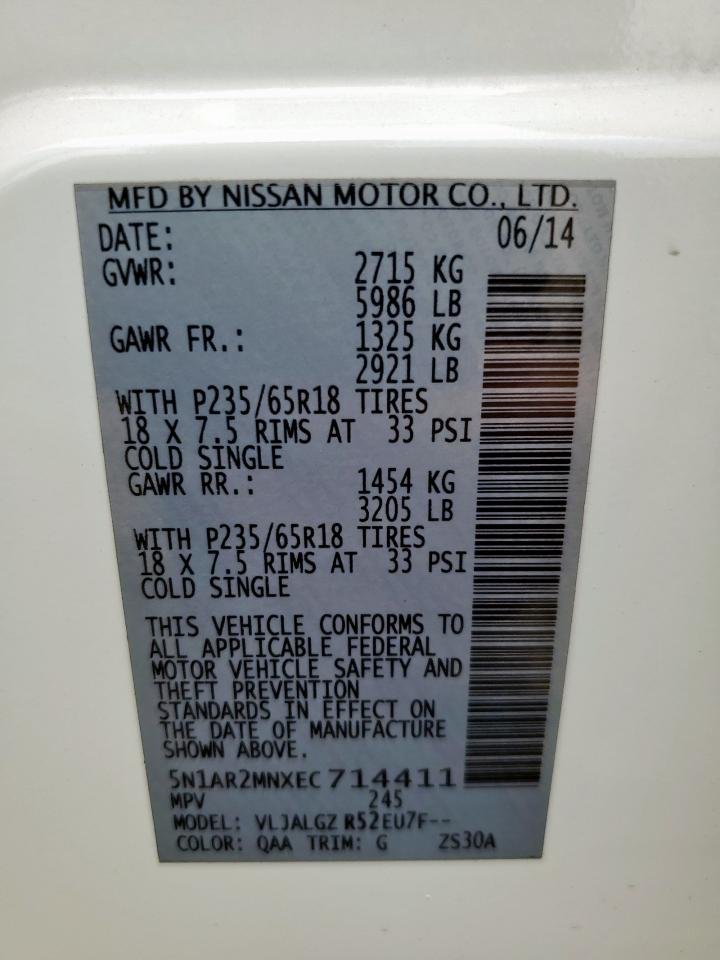 MFD BY NISSAN MOTOR CO., LTD.
DATE: 06/14
GVWR: 2715 KG
5986 LB
GAWR FR.: 1325 KG
2921 LB
WITH P235/65R18 TIRES
18 X 7.5 RIMS AT 33 PSI
COLD SINGLE
GAWR RR.: 1454 KG
3205 LB
WITH P235/65R18 TIRES
18 X 7.5 RIMS AT 33 PSI
COLD SINGLE
THIS VEHICLE CONFORMS TO
ALL APPLICABLE FEDERAL
MOTOR VEHICLE SAFETY AND
THEFT PREVENTION
STANDARDS IN EFFECT ON
THE DATE OF MANUFACTURE
SHOWN ABOVE.
5N1AR2MNXEC714411
MPV 245
MODEL: VLJALGZ R52EU7F--
COLOR: QAA TRIM: G ZS30A